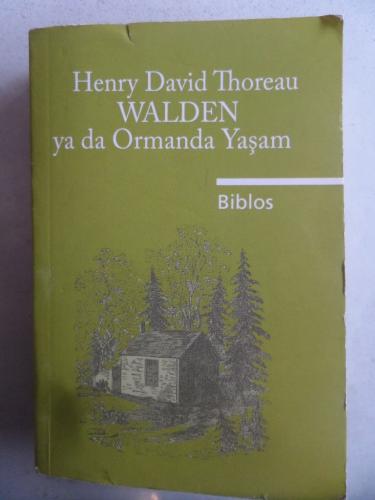 Henry David Thoreau
WALDEN
ya da Ormanda Yaşam
Biblos